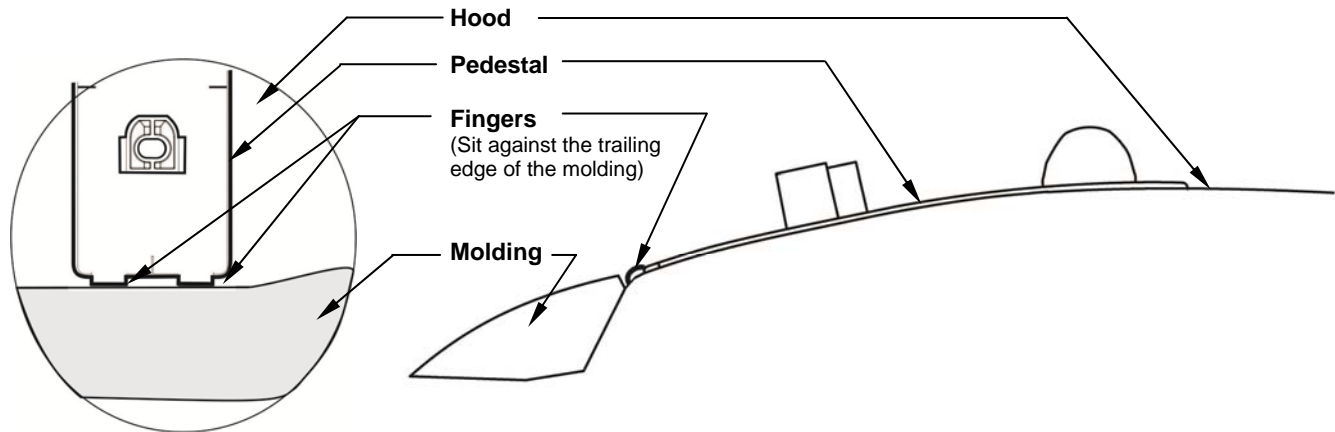 Hood
Pedestal
Fingers
(Sit against the trailing
edge of the molding)
Molding